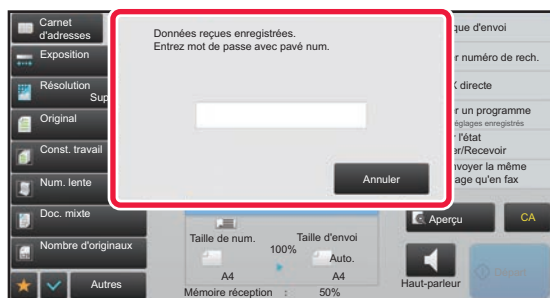 Carnet
d'adresses
Exposition
Résolution
Sup
Original
Const. travail
Num. lente
Doc. mixte
Nombre d'originaux
Autres
Données reçues enregistrées.
Entrez mot de passe avec pavé num.
Annuler
Taille de num.
100%
Taille d'envoi
Auto.
A4
A4
Mémoire réception : 50%
que d'envoi
r numéro de rech.
X directe
r un programme
églages enregistrés
r l'état
er/Recevoir
nvoyer la même
age qu'en fax
Aperçu
CA
Haut-parleur
Départ